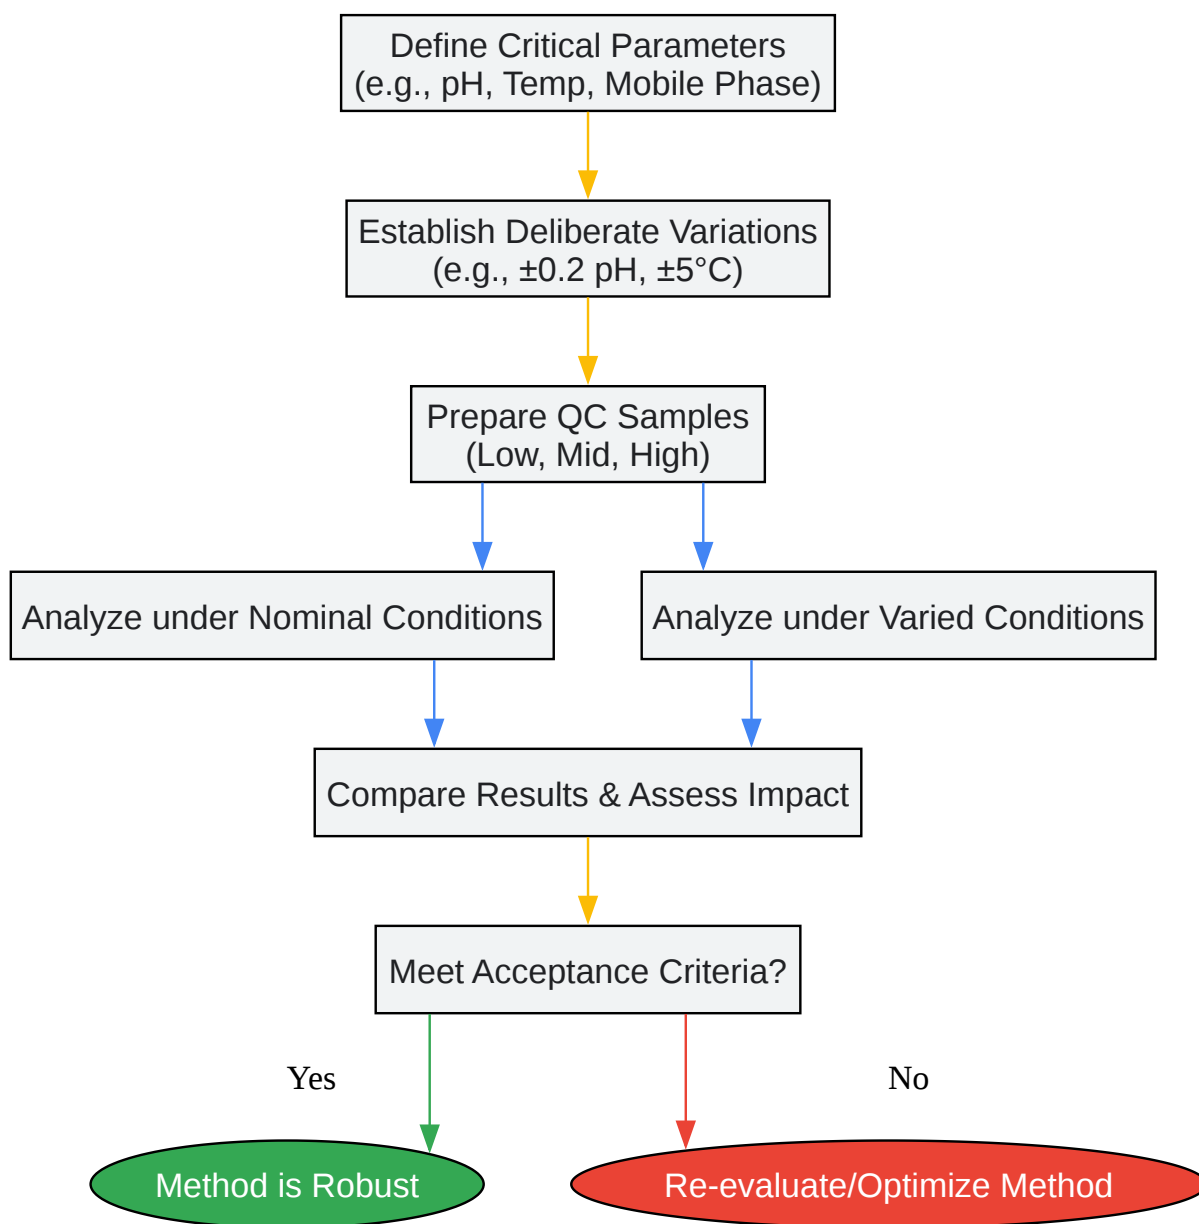 Define Critical Parameters
(e.g., pH, Temp, Mobile Phase)
Establish Deliberate Variations
(e.g., ±0.2 pH, ±5°C)
Prepare QC Samples
(Low, Mid, High)
Analyze under Nominal Conditions
Analyze under Varied Conditions
Compare Results & Assess Impact
Meet Acceptance Criteria?
Yes
No
Method is Robust
Re-evaluate/Optimize Method